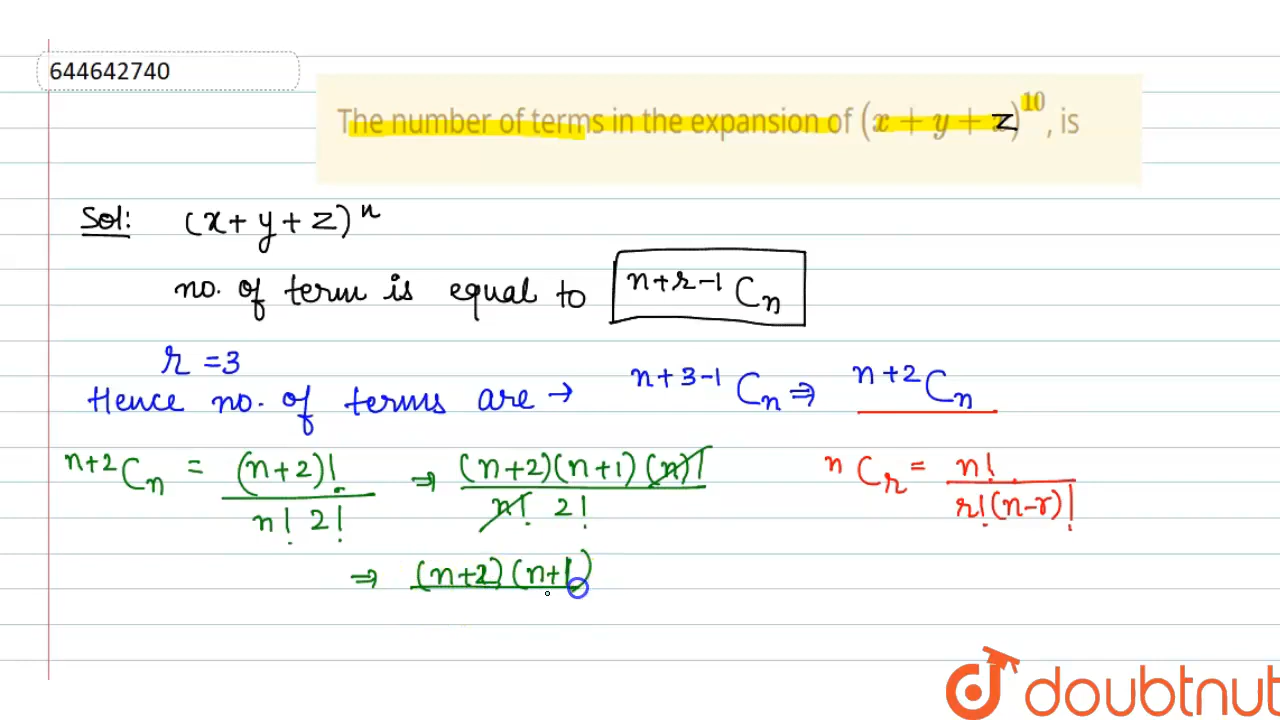 644642740
The number of terms in the expansion of (x + y + z)^10, is
Sol: (x + y + z)^n
no. of term is equal to ^{n+r-1}C_n
r = 3
Hence no. of terms are → ^{n+3-1}C_n ⇒ ^{n+2}C_n
^{n+2}C_n = (n+2)! / n! 2! ⇒ (n+2)(n+1)(n)! / n! 2! ^nC_r = n! / r!(n-r)!
⇒ (n+2)(n+1)
doubtnut